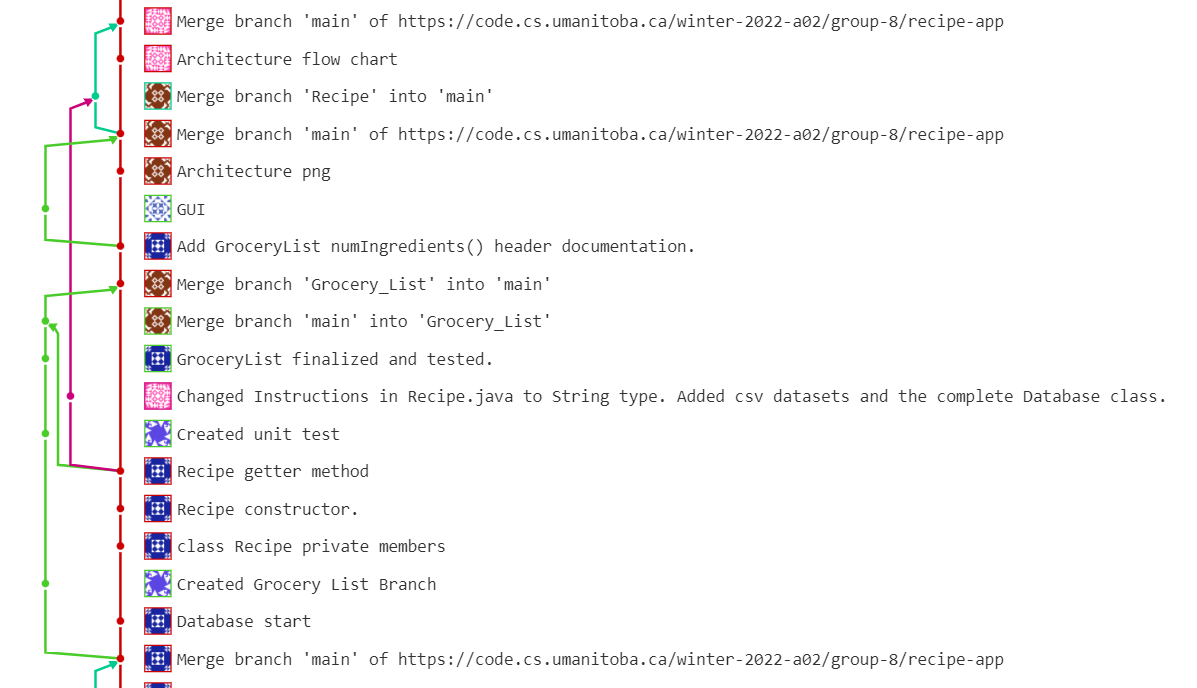 Merge branch 'main' of https://code.cs.umanitoba.ca/winter-2022-a02/group-8/recipe-app
Architecture flow chart
Merge branch 'Recipe' into 'main'
Merge branch 'main' of https://code.cs.umanitoba.ca/winter-2022-a02/group-8/recipe-app
Architecture png
GUI
Add GroceryList numIngredients() header documentation.
Merge branch 'Grocery_List' into 'main'
Merge branch 'main' into 'Grocery_List'
GroceryList finalized and tested.
Changed Instructions in Recipe.java to String type. Added csv datasets and the complete Database class.
Created unit test
Recipe getter method
Recipe constructor.
class Recipe private members
Created Grocery List Branch
Database start
Merge branch 'main' of https://code.cs.umanitoba.ca/winter-2022-a02/group-8/recipe-app